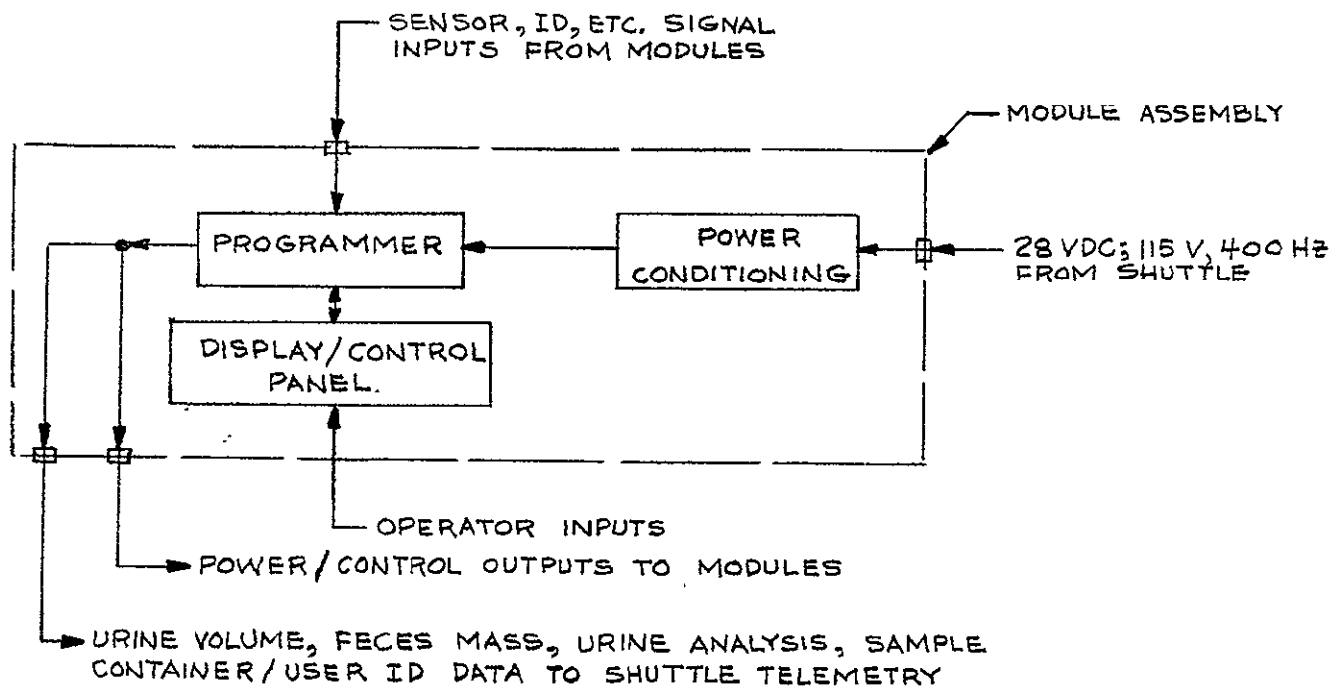 SENSOR, ID, ETC. SIGNAL
INPUTS FROM MODULES
MODULE ASSEMBLY
PROGRAMMER
POWER
CONDITIONING
28 VDC; 115 V, 400 HZ
FROM SHUTTLE
DISPLAY/CONTROL
PANEL.
OPERATOR INPUTS
POWER/CONTROL OUTPUTS TO MODULES
URINE VOLUME, FECES MASS, URINE ANALYSIS, SAMPLE
CONTAINER/USER ID DATA TO SHUTTLE TELEMETRY